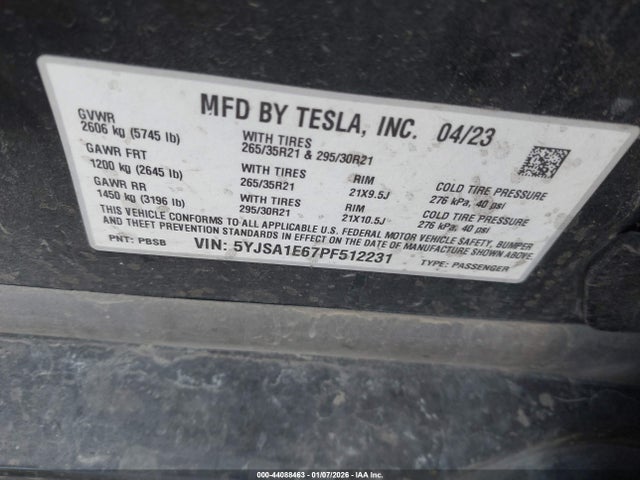 MFD BY TESLA, INC. 04/23
GVWR
2606 kg (5745 lb)
WITH TIRES
265/35R21 & 295/30R21
GAWR FRT
1200 kg (2645 lb)
WITH TIRES
265/35R21
RIM
21X9.5J
COLD TIRE PRESSURE
276 kPa, 40 psi
GAWR RR
1450 kg (3196 lb)
WITH TIRES
295/30R21
RIM
21X10.5J
COLD TIRE PRESSURE
276 kPa, 40 psi
THIS VEHICLE CONFORMS TO ALL APPLICABLE U.S. FEDERAL MOTOR VEHICLE SAFETY, BUMPER
AND THEFT PREVENTION STANDARDS IN EFFECT ON THE DATE OF MANUFACTURE SHOWN ABOVE.
PNT: PBSB
VIN: 5YJSA1E67PF512231
TYPE: PASSENGER
000-44088463 - 01/07/2026 - IAA Inc.